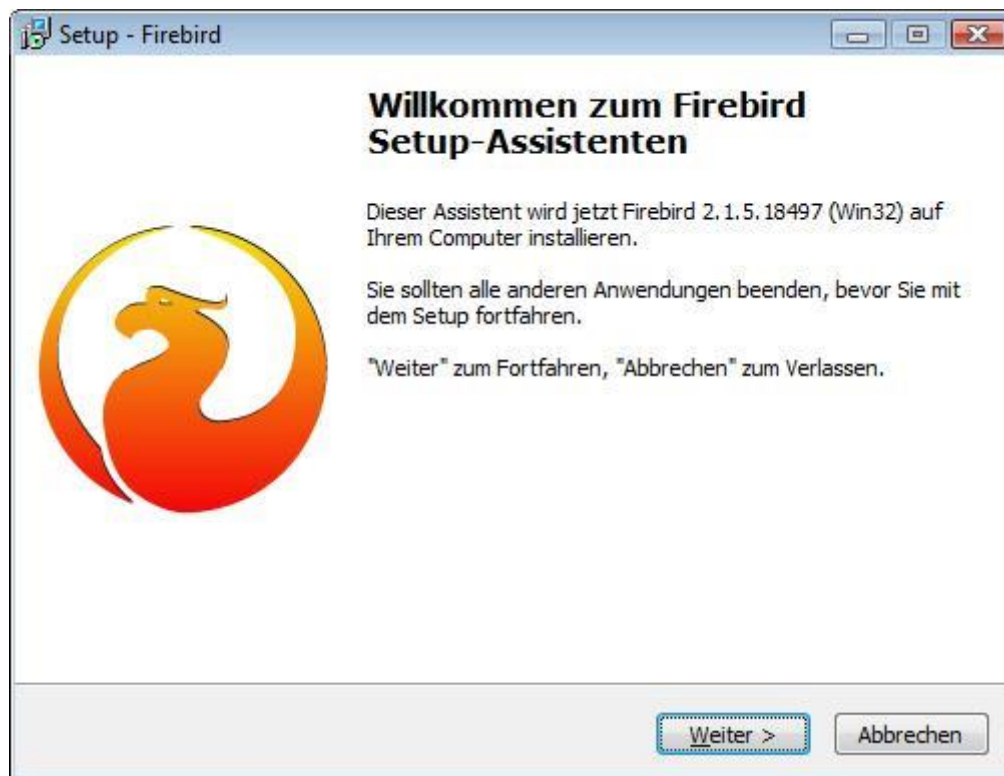 Setup - Firebird
Willkommen zum Firebird
Setup-Assistenten
Dieser Assistent wird jetzt Firebird 2.1.5.18497 (Win32) auf
Ihrem Computer installieren.
Sie sollten alle anderen Anwendungen beenden, bevor Sie mit
dem Setup fortfahren.
"Weiter" zum Fortfahren, "Abbrechen" zum Verlassen.
Weiter >
Abbrechen